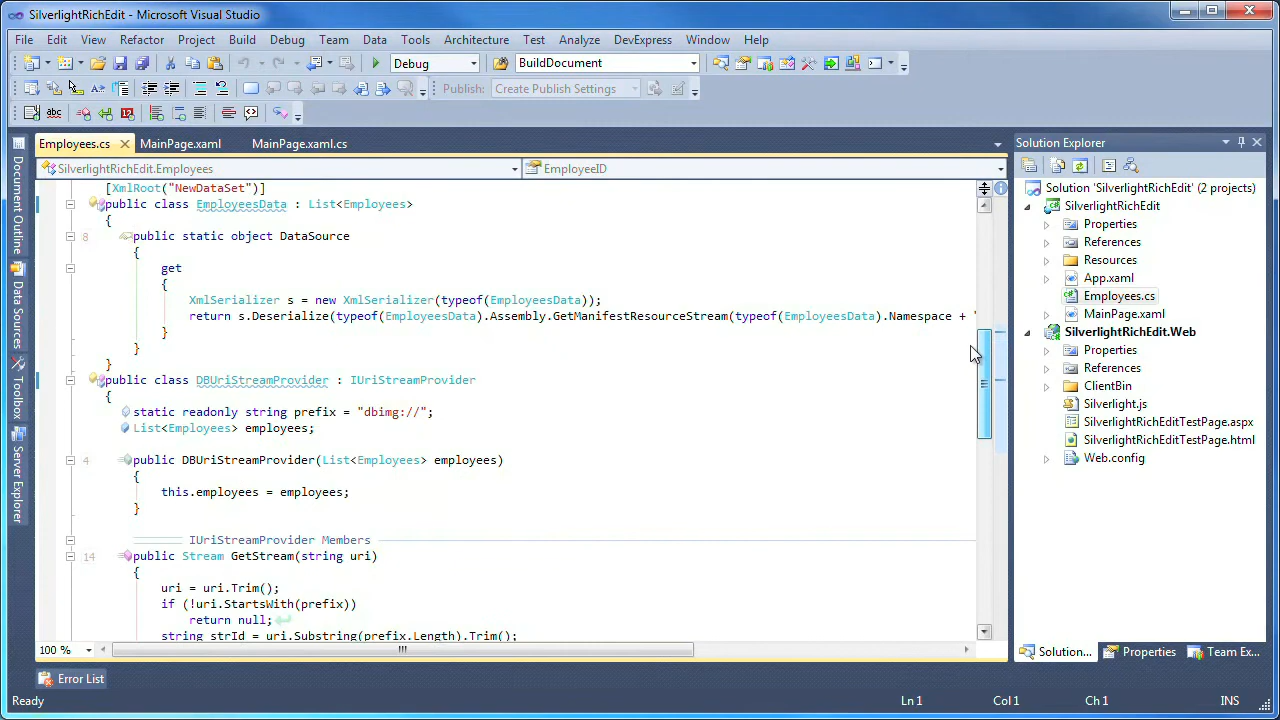 SilverlightRichEdit - Microsoft Visual Studio
File Edit View Refactor Project Build Debug Team Data Tools Architecture Test Analyze DevExpress Window Help
Debug BuildDocument
Publish: Create Publish Settings
abc
Employees.cs MainPage.xaml MainPage.xaml.cs
SilverlightRichEdit.Employees EmployeeID
[XmlRoot("NewDataSet")]
public class EmployeesData : List<Employees>
{
8 public static object DataSource
{
get
{
XmlSerializer s = new XmlSerializer(typeof(EmployeesData));
return s.Deserialize(typeof(EmployeesData).Assembly.GetManifestResourceStream(typeof(EmployeesData).Namespace + "
}
}
}
public class DBUriStreamProvider : IUriStreamProvider
{
static readonly string prefix = "dbimg://";
List<Employees> employees;
4 public DBUriStreamProvider(List<Employees> employees)
{
this.employees = employees;
}
IUriStreamProvider Members
14 public Stream GetStream(string uri)
{
uri = uri.Trim();
if (!uri.StartsWith(prefix))
return null;
string strId = uri.Substring(prefix.Length).Trim();
100 %
Document Outline
Data Sources
Toolbox
Server Explorer
Solution Explorer
Solution 'SilverlightRichEdit' (2 projects)
SilverlightRichEdit
Properties
References
Resources
App.xaml
Employees.cs
MainPage.xaml
SilverlightRichEdit.Web
Properties
References
ClientBin
Silverlight.js
SilverlightRichEditTestPage.aspx
SilverlightRichEditTestPage.html
Web.config
Solution... Properties Team Ex...
Error List
Ready Ln 1 Col 1 Ch 1 INS